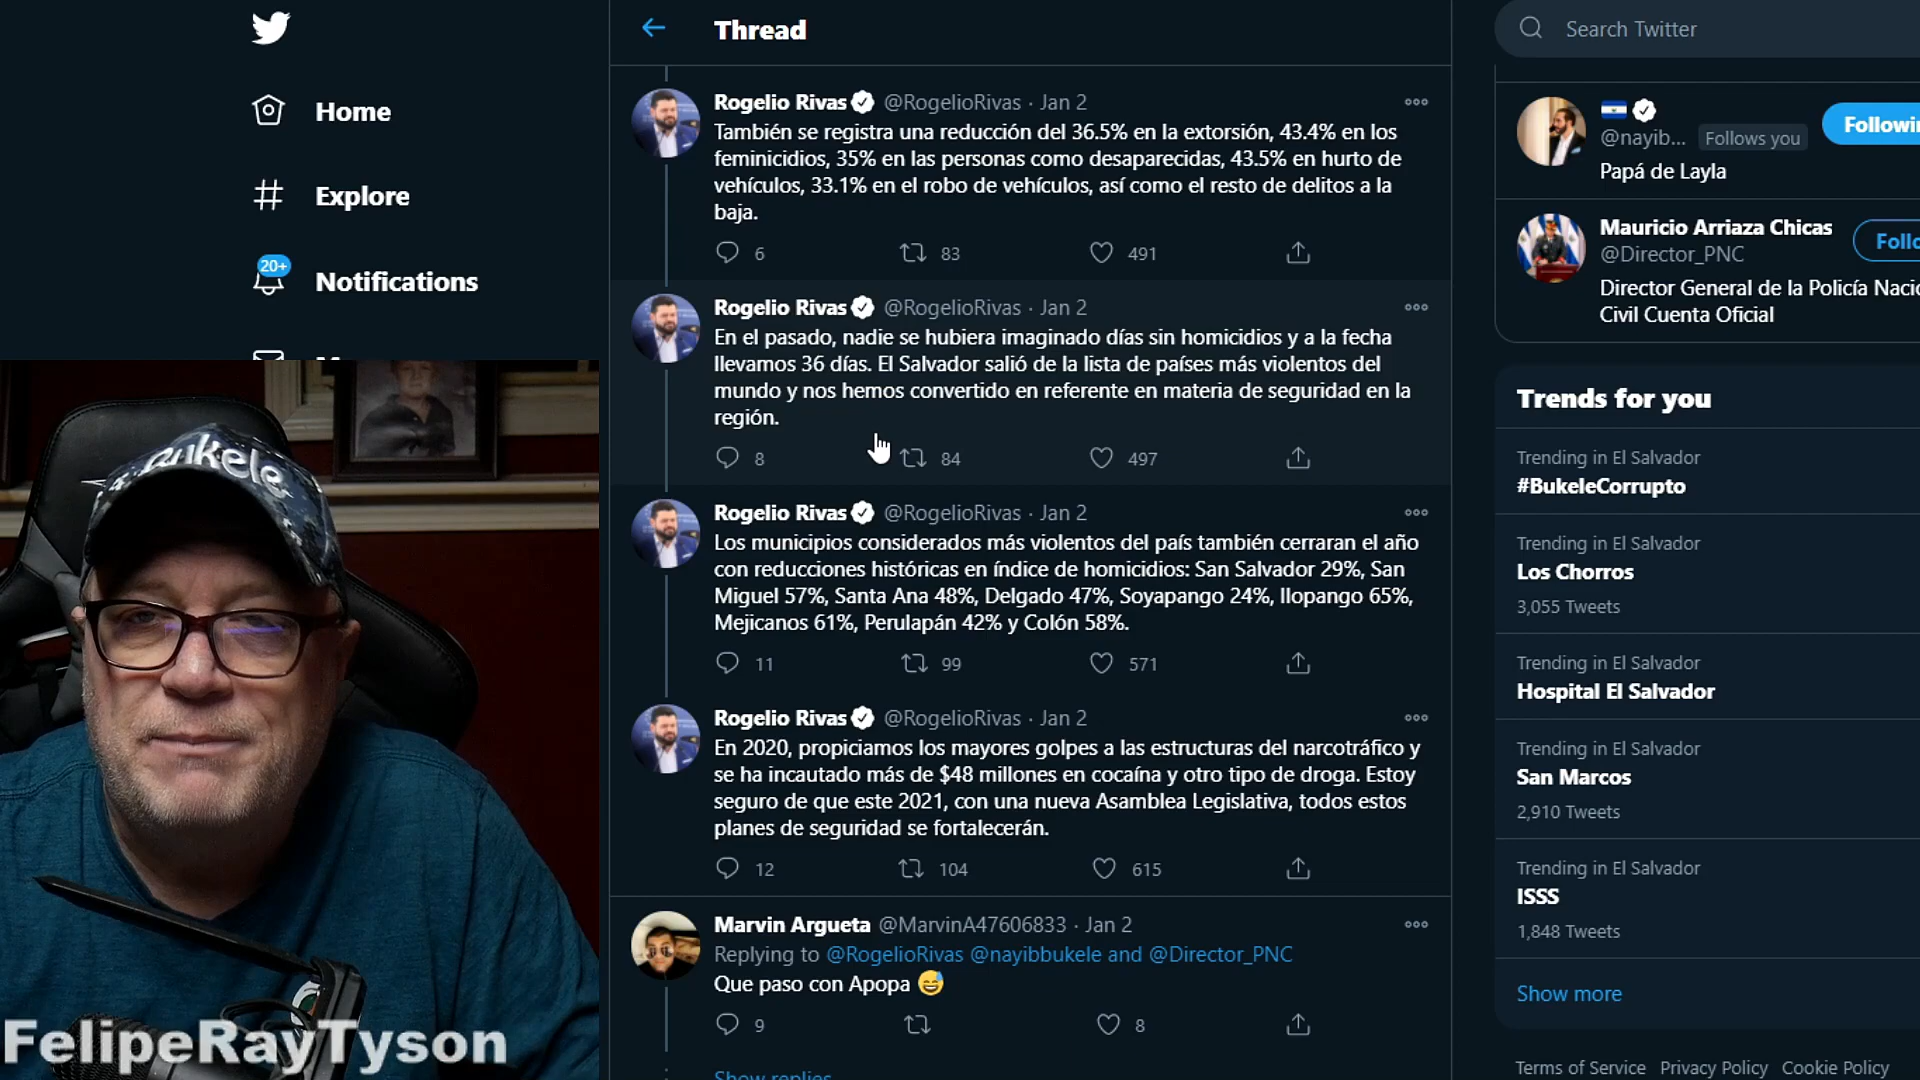 Home
Explore
20+
Notifications
Bukele
FelipeRayTyson
Thread
Rogelio Rivas @RogelioRivas · Jan 2
También se registra una reducción del 36.5% en la extorsión, 43.4% en los
feminicidios, 35% en las personas como desaparecidas, 43.5% en hurto de
vehículos, 33.1% en el robo de vehículos, así como el resto de delitos a la
baja.
6 83 491
Rogelio Rivas @RogelioRivas · Jan 2
En el pasado, nadie se hubiera imaginado días sin homicidios y a la fecha
llevamos 36 días. El Salvador salió de la lista de países más violentos del
mundo y nos hemos convertido en referente en materia de seguridad en la
región.
8 84 497
Rogelio Rivas @RogelioRivas · Jan 2
Los municipios considerados más violentos del país también cerraran el año
con reducciones históricas en índice de homicidios: San Salvador 29%, San
Miguel 57%, Santa Ana 48%, Delgado 47%, Soyapango 24%, Ilopango 65%,
Mejicanos 61%, Perulapán 42% y Colón 58%.
11 99 571
Rogelio Rivas @RogelioRivas · Jan 2
En 2020, propiciamos los mayores golpes a las estructuras del narcotráfico y
se ha incautado más de $48 millones en cocaína y otro tipo de droga. Estoy
seguro de que este 2021, con una nueva Asamblea Legislativa, todos estos
planes de seguridad se fortalecerán.
12 104 615
Marvin Argueta @MarvinA47606833 · Jan 2
Replying to @RogelioRivas @nayibbukele and @Director_PNC
Que paso con Apopa 😅
9 8
Show replies
Search Twitter
@nayib... Follows you
Followin
Papá de Layla
Mauricio Arriaza Chicas
@Director_PNC
Follo
Director General de la Policía Nacio
Civil Cuenta Oficial
Trends for you
Trending in El Salvador
#BukeleCorrupto
Trending in El Salvador
Los Chorros
3,055 Tweets
Trending in El Salvador
Hospital El Salvador
Trending in El Salvador
San Marcos
2,910 Tweets
Trending in El Salvador
ISSS
1,848 Tweets
Show more
Terms of Service Privacy Policy Cookie Policy